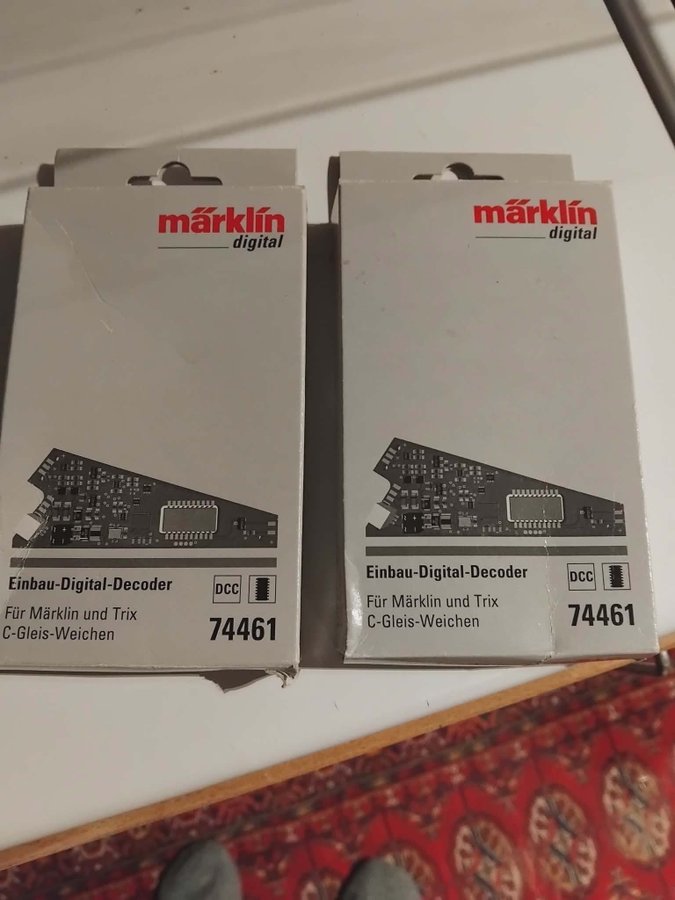 märklin
digital
Einbau-Digital-Decoder
DCC
Für Märklin und Trix
C-Gleis-Weichen
74461
märklin
digital
Einbau-Digital-Decoder
DCC
Für Märklin und Trix
C-Gleis-Weichen
74461